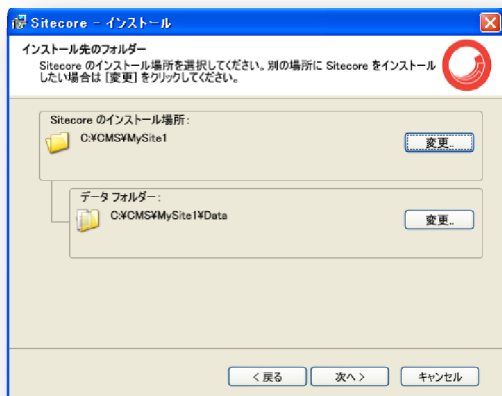 Sitecore - インストール
インストール先のフォルダー
Sitecore のインストール場所を選択してください。別の場所に Sitecore をインストール
したい場合は [変更] をクリックしてください。
Sitecore のインストール場所:
C:¥CMS¥MySite1
変更..
データ フォルダー:
C:¥CMS¥MySite1¥Data
変更..
< 戻る
次へ >
キャンセル